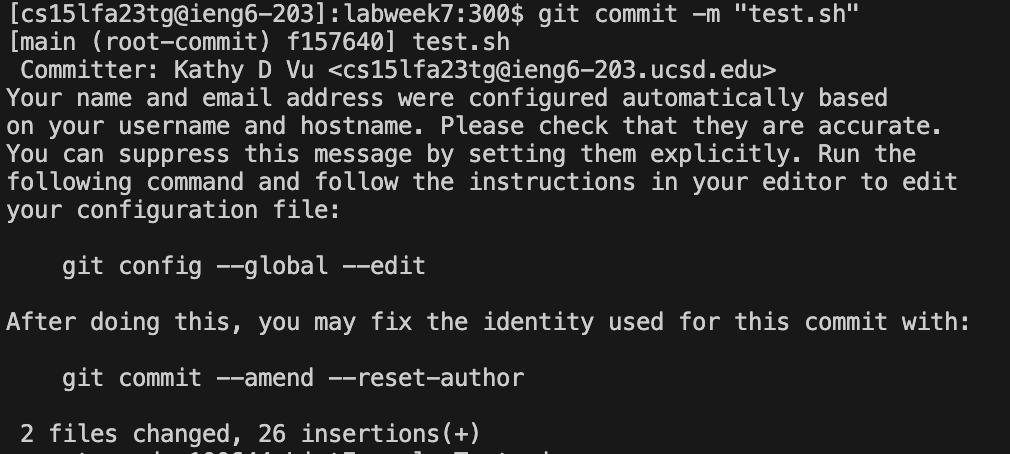 [cs15lfa23tg@ieng6-203]:labweek7:300$ git commit -m "test.sh"
[main (root-commit) f157640] test.sh
 Committer: Kathy D Vu <cs15lfa23tg@ieng6-203.ucsd.edu>
Your name and email address were configured automatically based
on your username and hostname. Please check that they are accurate.
You can suppress this message by setting them explicitly. Run the
following command and follow the instructions in your editor to edit
your configuration file:

    git config --global --edit

After doing this, you may fix the identity used for this commit with:

    git commit --amend --reset-author

 2 files changed, 26 insertions(+)